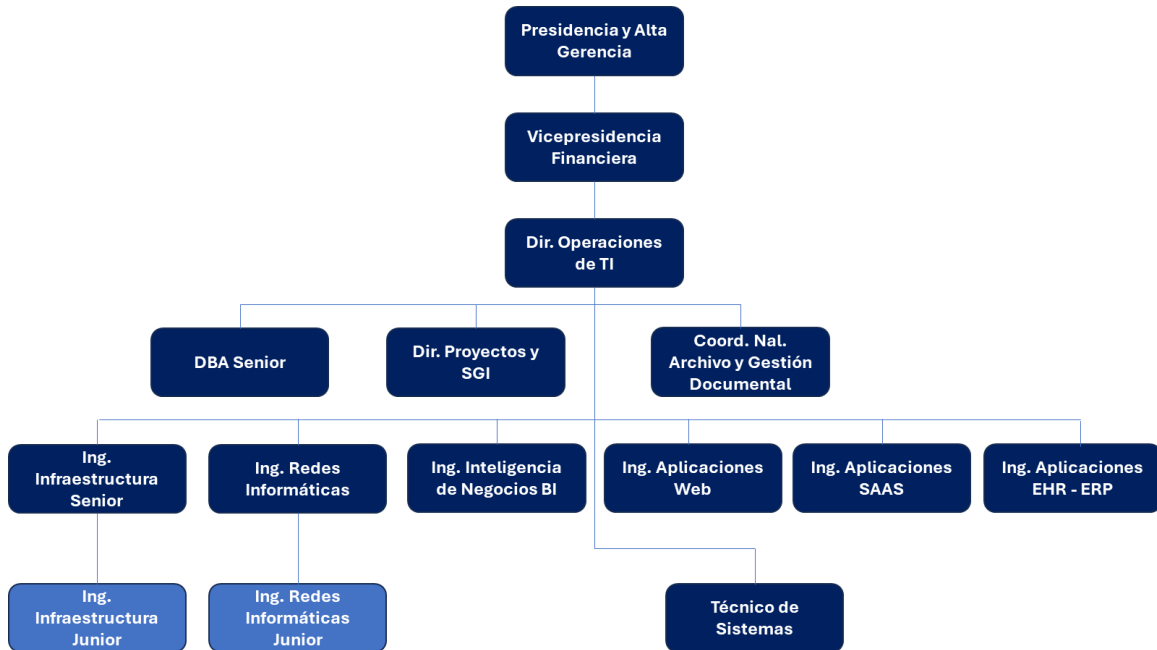 Presidencia y Alta
Gerencia
Vicepresidencia
Financiera
Dir. Operaciones
de TI
DBA Senior
Dir. Proyectos y
SGI
Coord. Nal.
Archivo y Gestión
Documental
Ing.
Infraestructura
Senior
Ing. Redes
Informáticas
Ing. Inteligencia
de Negocios BI
Ing. Aplicaciones
Web
Ing. Aplicaciones
SAAS
Ing. Aplicaciones
EHR - ERP
Ing.
Infraestructura
Junior
Ing. Redes
Informáticas
Junior
Técnico de
Sistemas